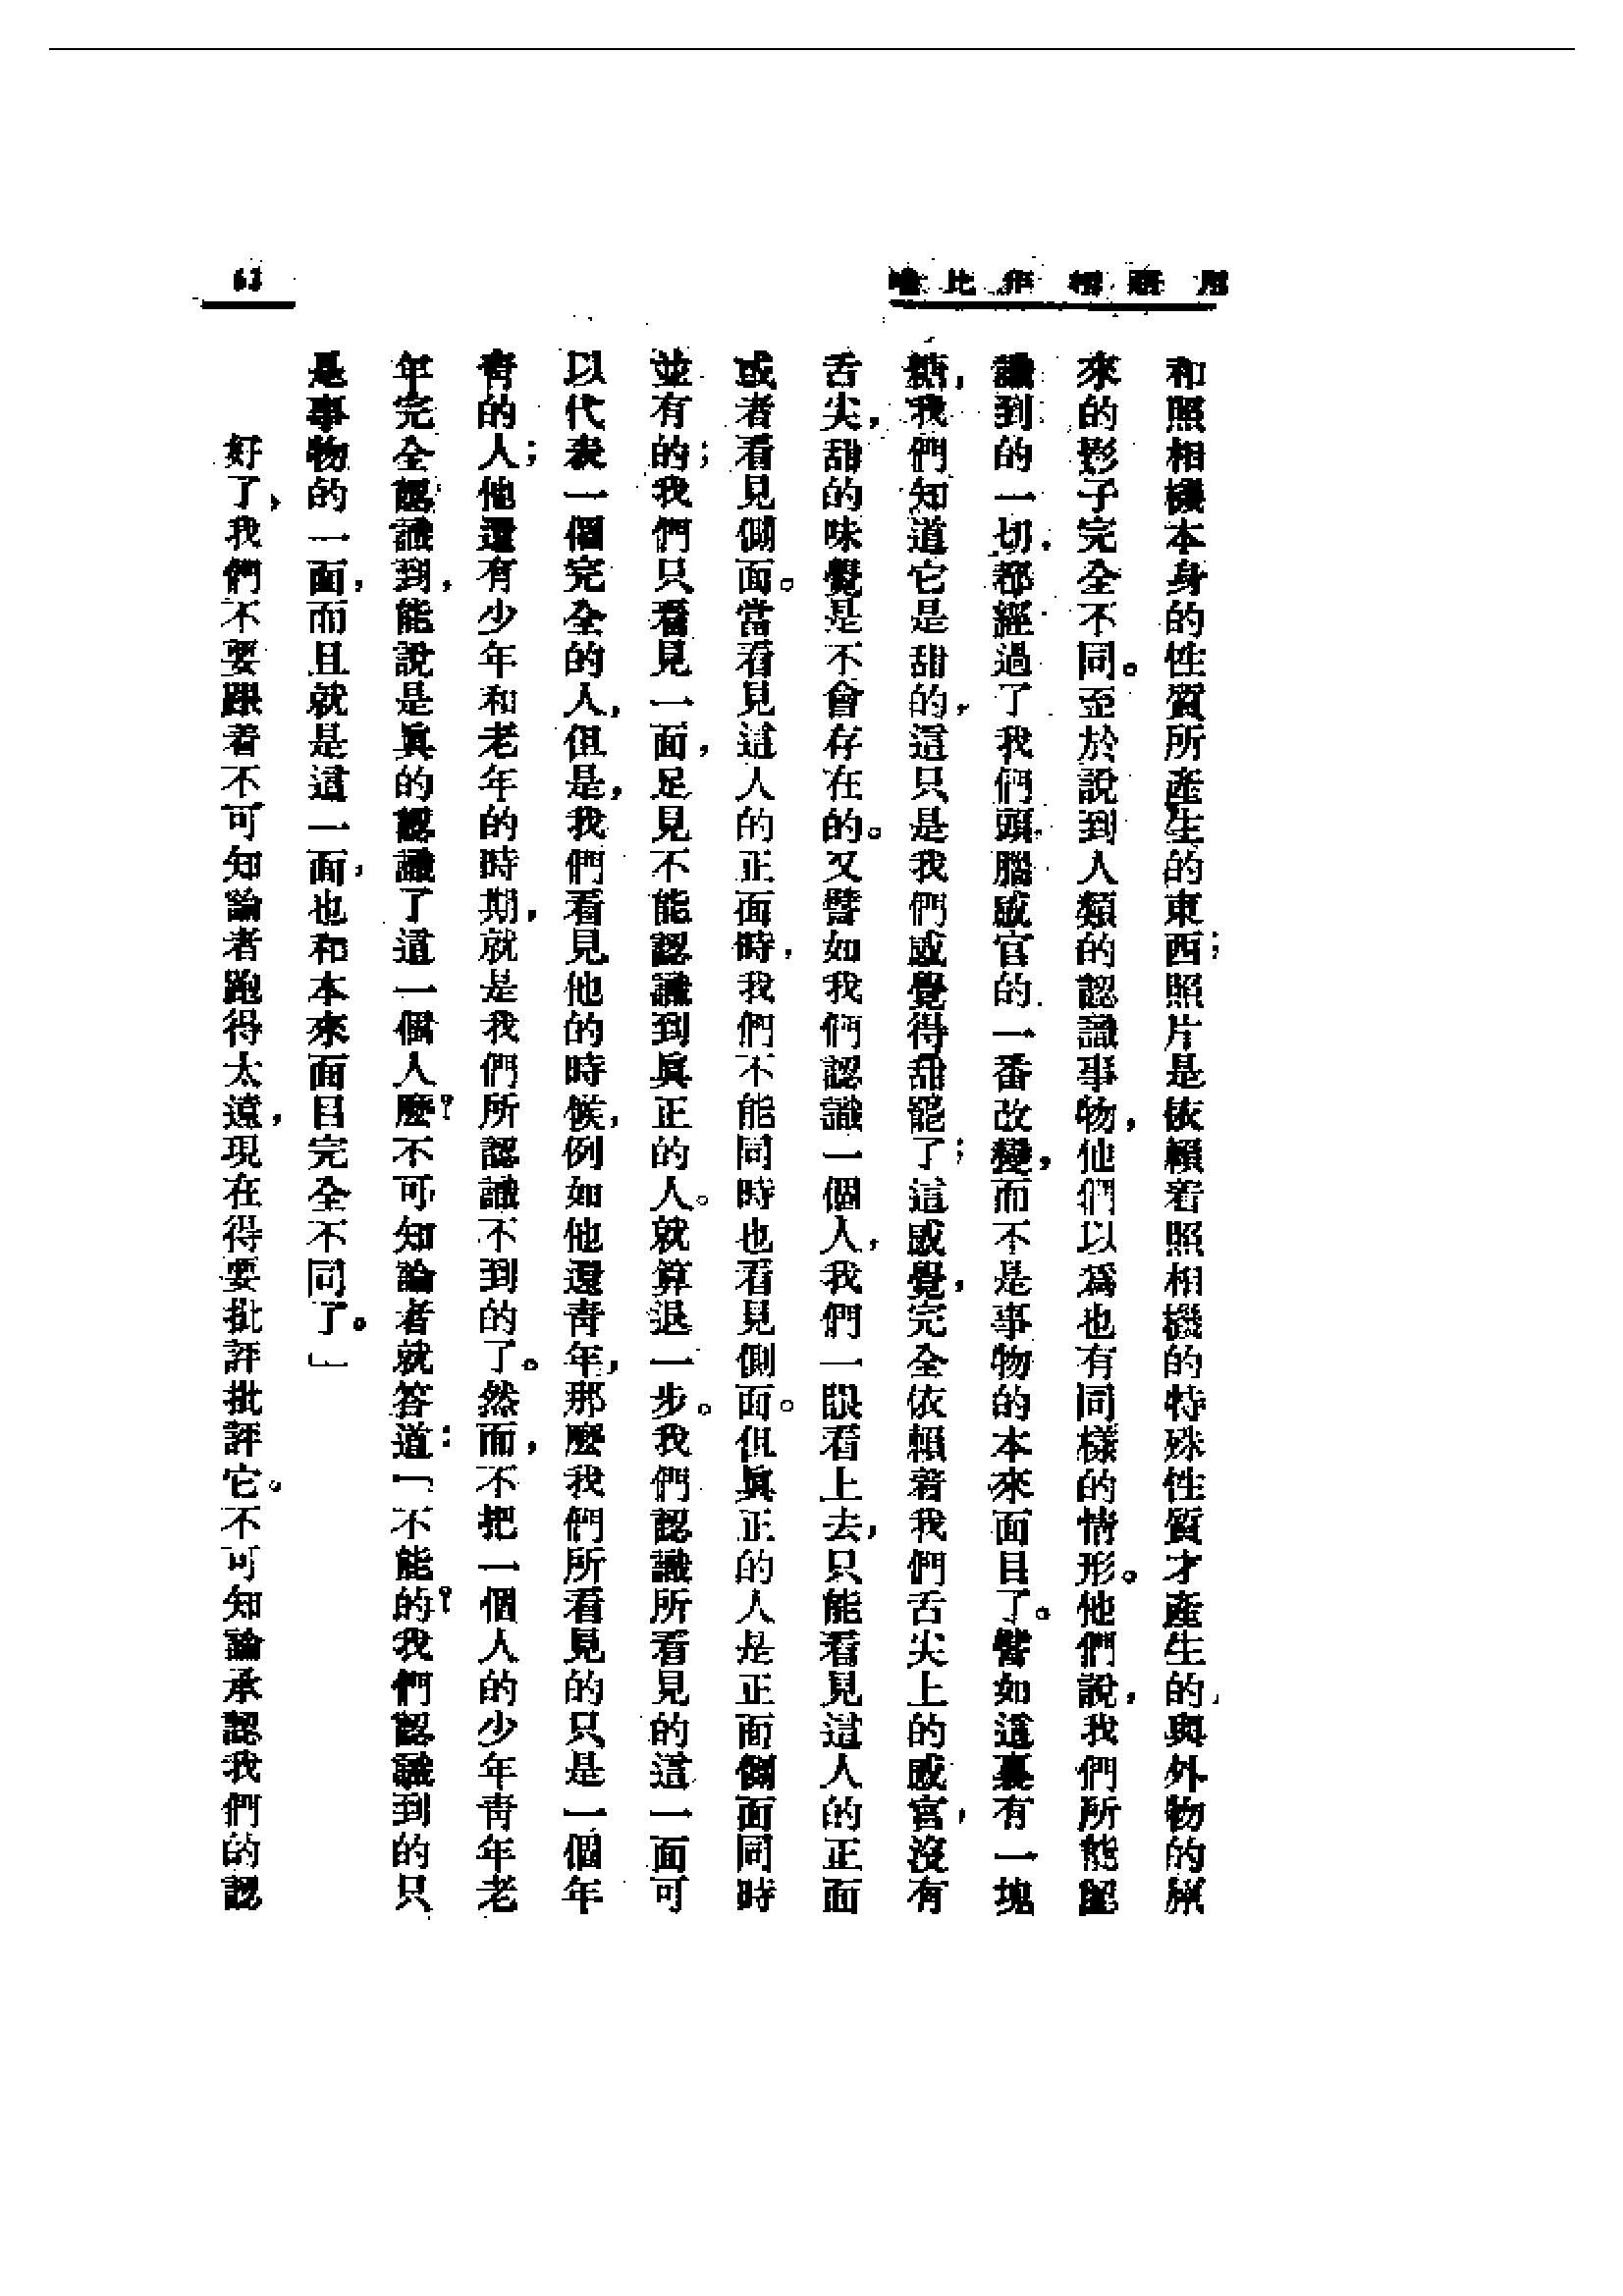 用照相作比喻
63
和照相機本身的性質所產生的東西；照片是依賴着照相機的特殊性質才產生的，與外物的原
來的影子完全不同。至於說到人類的認識事物，他們以爲也有同樣的情形。他們說，我們所能認
識到的一切，都經過了我們頭腦感官的一番改變，而不是事物的本來面目了。譬如這裏有一塊
糖，我們知道它是甜的，這只是我們感覺得甜罷了；這感覺，完全依賴着我們舌尖上的感官，沒有
舌尖，甜的味覺是不會存在的。又譬如我們認識一個人，我們一眼看上去，只能看見這人的正面
或者看見側面。當看見這人的正面時，我們不能同時也看見側面。但眞正的人是正面側面同時
並有的；我們只看見一面，足見不能認識到眞正的人。就算退一步。我們認識所看見的這一面可
以代表一個完全的人，但是，我們看見他的時候，例如他還青年，那麼我們所看見的只是一個年
青的人；他還有少年和老年的時期，就是我們所認識不到的了。然而，不把一個人的少年青年老
年完全認識到，能說是眞的認識了這一個人麼？不可知論者就答道：「不能的？我們認識到的只
是事物的一面，而且就是這一面，也和本來面目完全不同了。」
好了、我們不要跟着不可知論者跑得太遠，現在得要批評批評它。不可知論承認我們的認